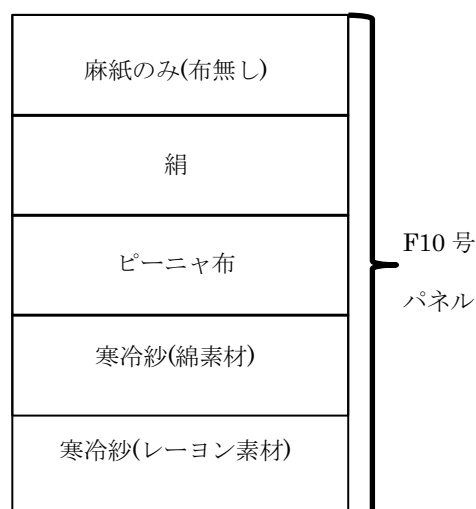 麻紙のみ(布無し)
絹
ピーニャ布
寒冷紗(綿素材)
寒冷紗(レーヨン素材)
F10 号
パネル